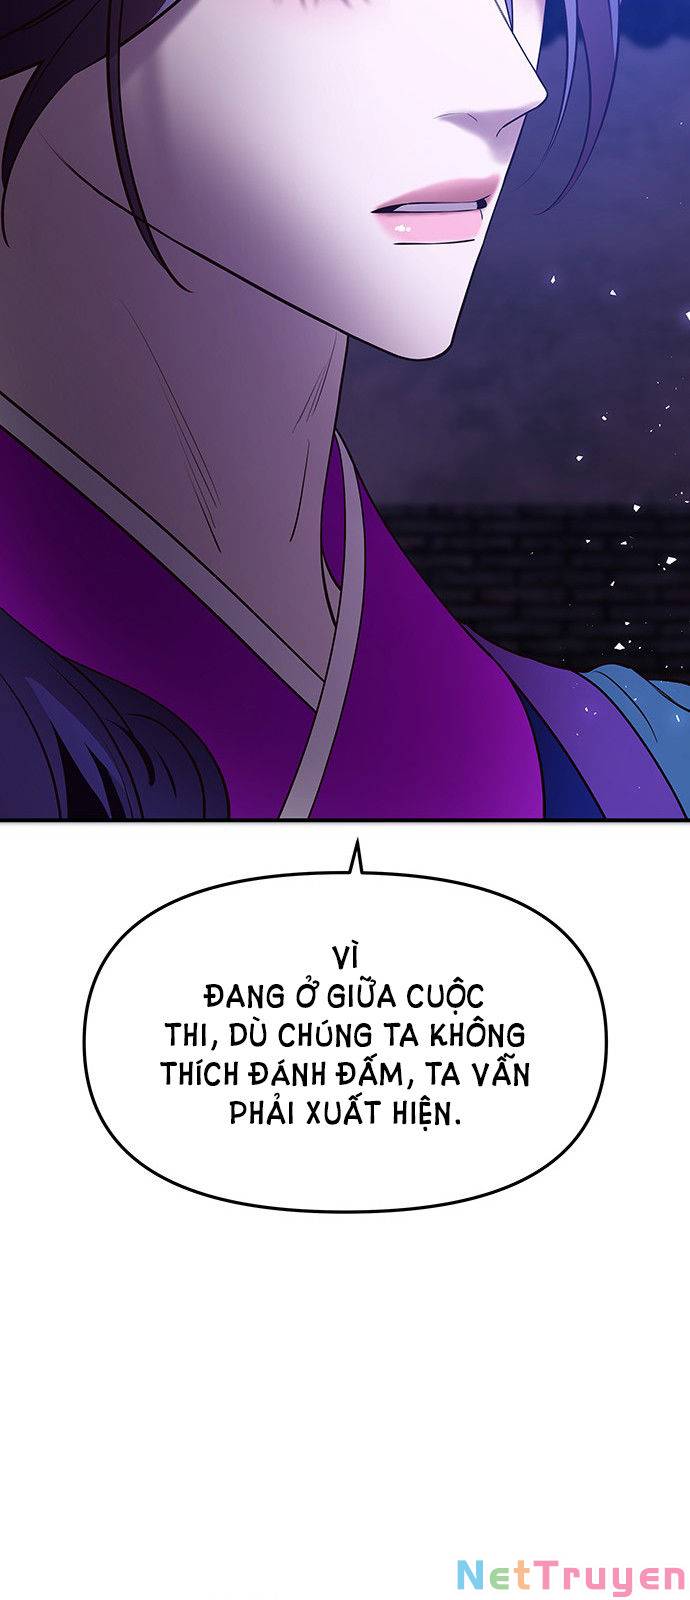 VÌ
ĐANG Ở GIỮA CUỘC
THI, DÙ CHÚNG TA KHÔNG
THÍCH ĐÁNH ĐẤM, TA VẪN
PHẢI XUẤT HIỆN.
NetTruyen